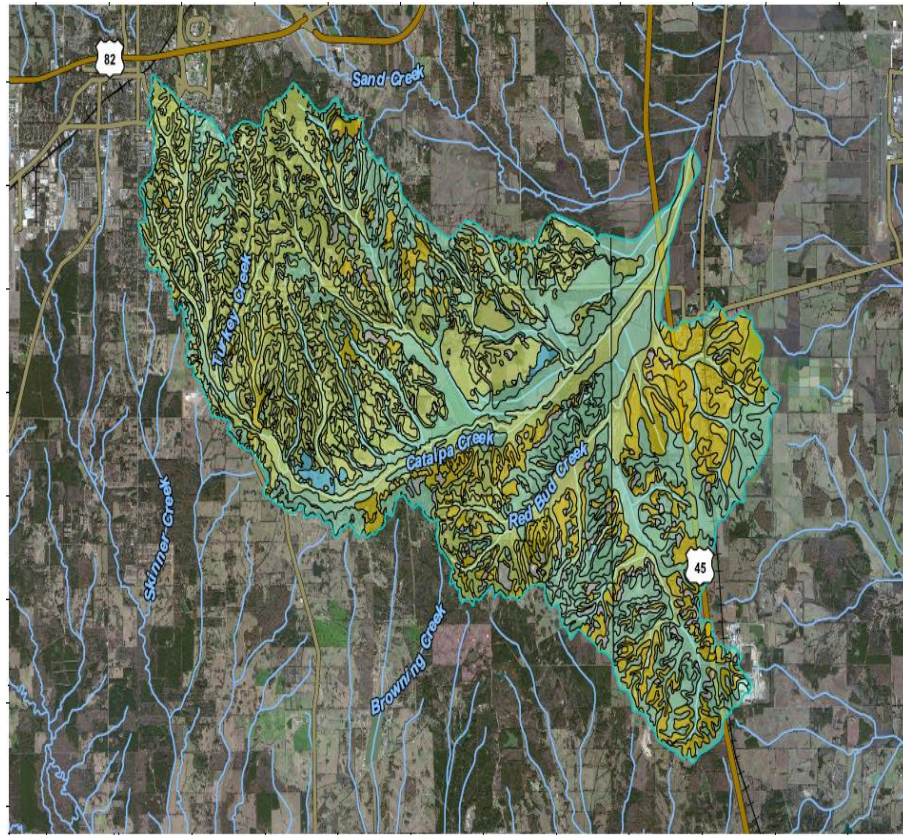 82
Sand Creek
Turkey Creek
Catalpa Creek
Red Bud Creek
Skinner Creek
45
Browning Creek